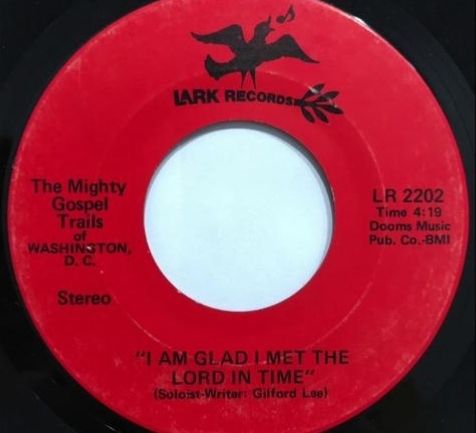 LARK RECORDS
The Mighty
Gospel
Trails
of
WASHINGTON,
D. C.
Stereo
LR 2202
Time 4:19
Dooms Music
Pub. Co.-BMI
"I AM GLAD I MET THE
LORD IN TIME"
(Soloist-Writer: Gilford Lee)